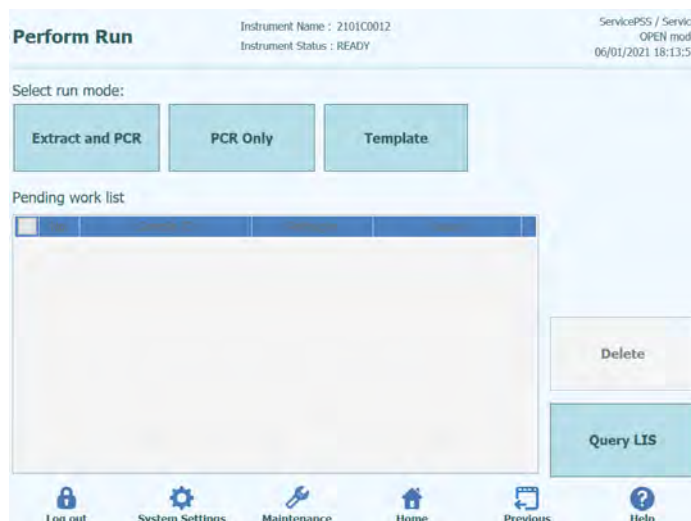 Perform Run
Instrument Name : 2101C0012
Instrument Status : READY
ServicePSS / Servic
OPEN mod
06/01/2021 18:13:5
Select run mode:
Extract and PCR
PCR Only
Template
Pending work list
Delete
Query LIS
Log out
System Settings
Maintenance
Home
Previous
Help